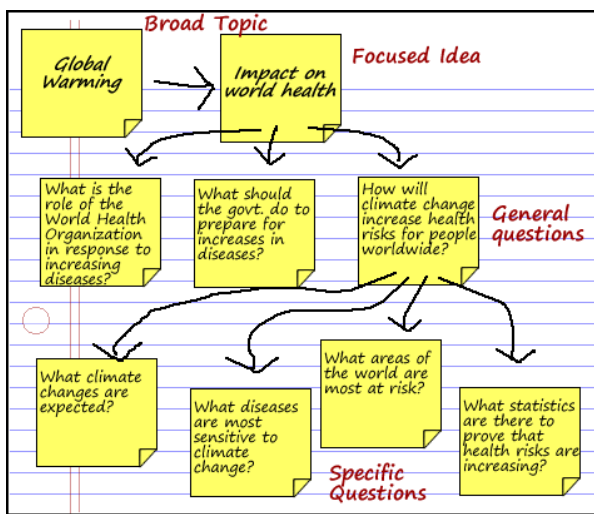 Broad Topic
Global
Warming
Impact on
world health
Focused Idea
What is the
role of the
World Health
Organization
in response to
increasing
diseases?
What should
the govt. do to
prepare for
increases in
diseases?
How will
climate change
increase health
risks for people
worldwide?
General
questions
What climate
changes are
expected?
What diseases
are most
sensitive to
climate
change?
What areas of
the world are
most at risk?
What statistics
are there to
prove that
health risks are
increasing?
Specific
Questions